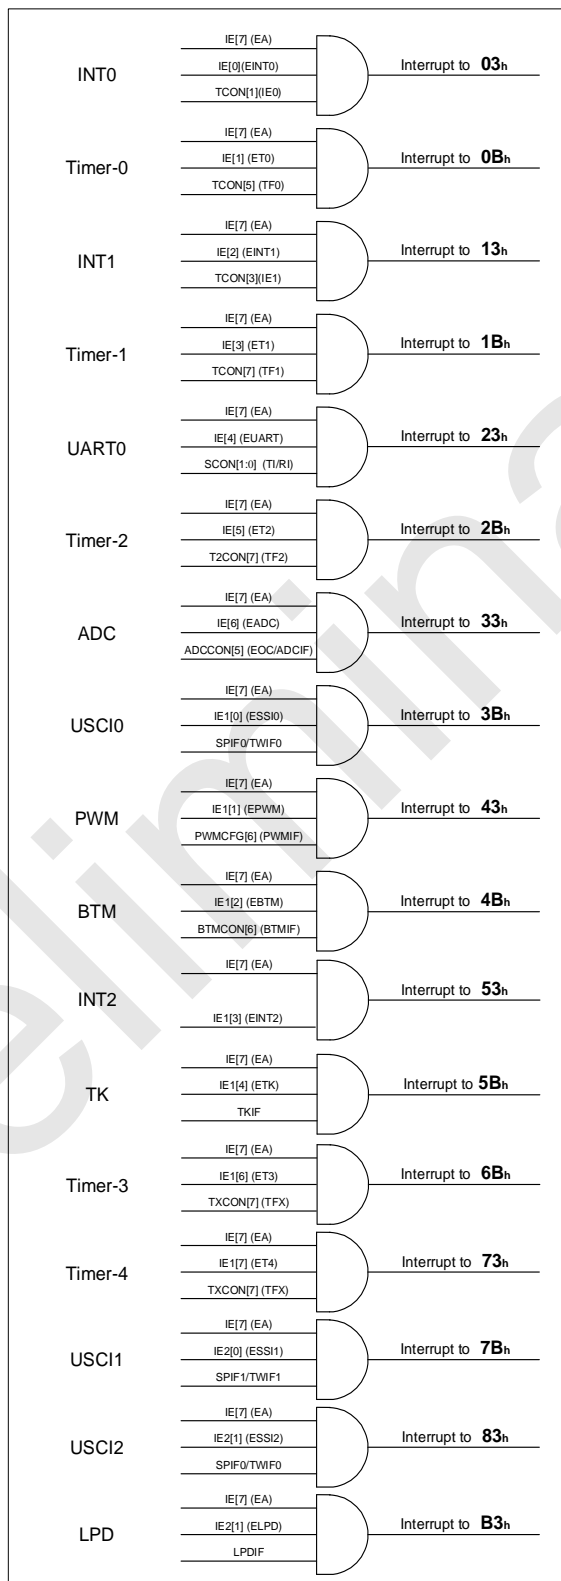 IE[7] (EA)
INT0 IE[0](EINT0) Interrupt to 03h
TCON[1](IE0)
IE[7] (EA)
Timer-0 IE[1] (ET0) Interrupt to 0Bh
TCON[5] (TF0)
IE[7] (EA)
INT1 IE[2] (EINT1) Interrupt to 13h
TCON[3](IE1)
IE[7] (EA)
Timer-1 IE[3] (ET1) Interrupt to 1Bh
TCON[7] (TF1)
IE[7] (EA)
UART0 IE[4] (EUART) Interrupt to 23h
SCON[1:0] (TI/RI)
IE[7] (EA)
Timer-2 IE[5] (ET2) Interrupt to 2Bh
T2CON[7] (TF2)
IE[7] (EA)
ADC IE[6] (EADC) Interrupt to 33h
ADCCON[5] (EOC/ADCIF)
IE[7] (EA)
USCI0 IE1[0] (ESSI0) Interrupt to 3Bh
SPIF0/TWIF0
IE[7] (EA)
PWM IE1[1] (EPWM) Interrupt to 43h
PWMCFG[6] (PWMIF)
IE[7] (EA)
BTM IE1[2] (EBTM) Interrupt to 4Bh
BTMCON[6] (BTMIF)
IE[7] (EA)
INT2 Interrupt to 53h
IE1[3] (EINT2)
IE[7] (EA)
TK IE1[4] (ETK) Interrupt to 5Bh
TKIF
IE[7] (EA)
Timer-3 IE1[6] (ET3) Interrupt to 6Bh
TXCON[7] (TFX)
IE[7] (EA)
Timer-4 IE1[7] (ET4) Interrupt to 73h
TXCON[7] (TFX)
IE[7] (EA)
USCI1 IE2[0] (ESSI1) Interrupt to 7Bh
SPIF1/TWIF1
IE[7] (EA)
USCI2 IE2[1] (ESSI2) Interrupt to 83h
SPIF0/TWIF0
IE[7] (EA)
LPD IE2[1] (ELPD) Interrupt to B3h
LPDIF
elimina